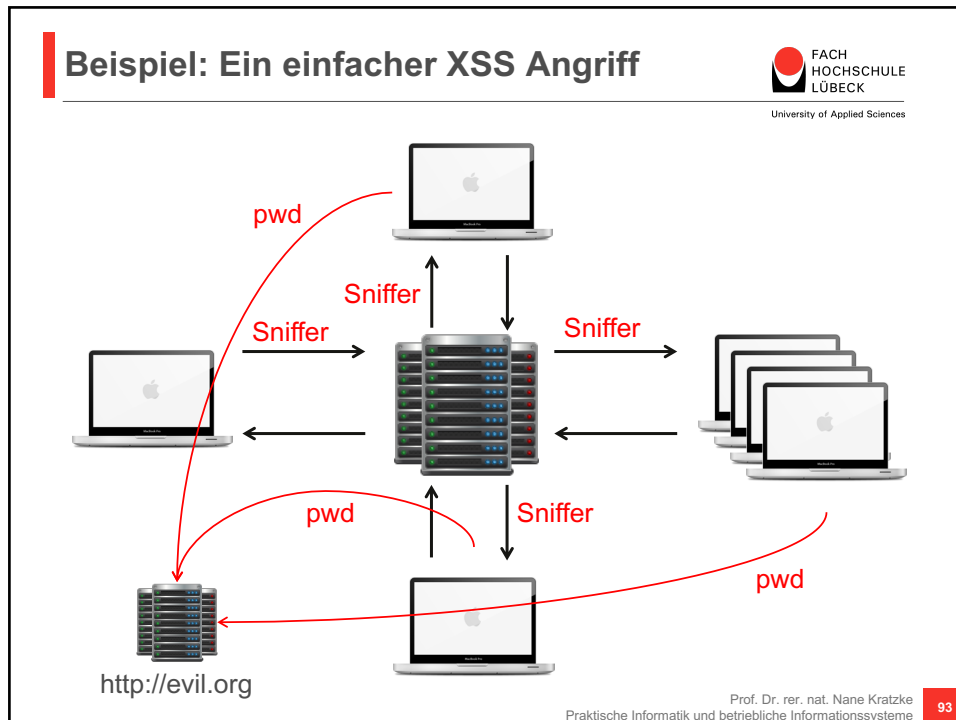 Beispiel: Ein einfacher XSS Angriff
FACH
HOCHSCHULE
LÜBECK
University of Applied Sciences
pwd
Sniffer
Sniffer
Sniffer
pwd
Sniffer
pwd
http://evil.org
Prof. Dr. rer. nat. Nane Kratzke
Praktische Informatik und betriebliche Informationssysteme
93